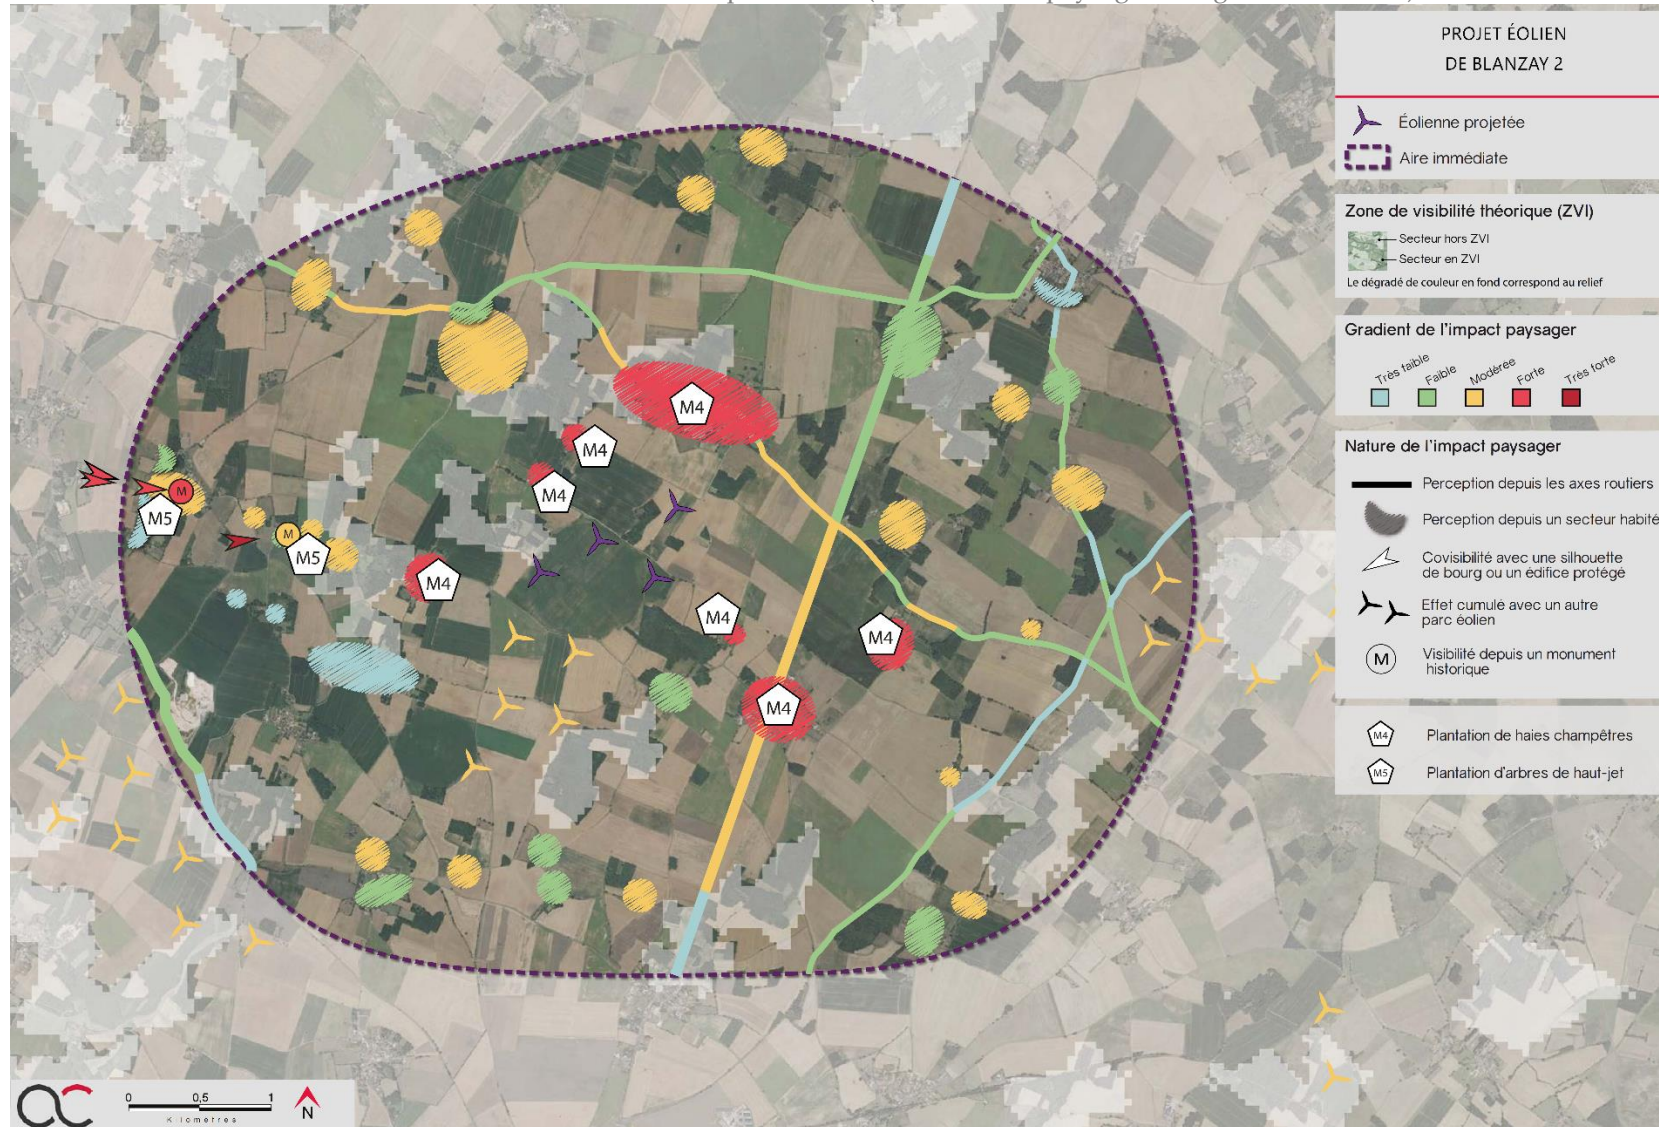 PROJET ÉOLIEN
DE BLANZAY 2
Éolienne projetée
Aire immédiate
Zone de visibilité théorique (ZVI)
Secteur hors ZVI
Secteur en ZVI
Le dégradé de couleur en fond correspond au relief
Gradient de l'impact paysager
Très faible
Faible
Modérée
Forte
Très forte
Nature de l'impact paysager
Perception depuis les axes routiers
Perception depuis un secteur habité
Covisibilité avec une silhouette
de bourg ou un édifice protégé
Effet cumulé avec un autre
parc éolien
M
Visibilité depuis un monument
historique
M4
Plantation de haies champêtres
M5
Plantation d'arbres de haut-jet
M4
M4
M4
M
M5
M
M5
M4
M4
M4
M4
0
0,5
1
Kilomètres
N